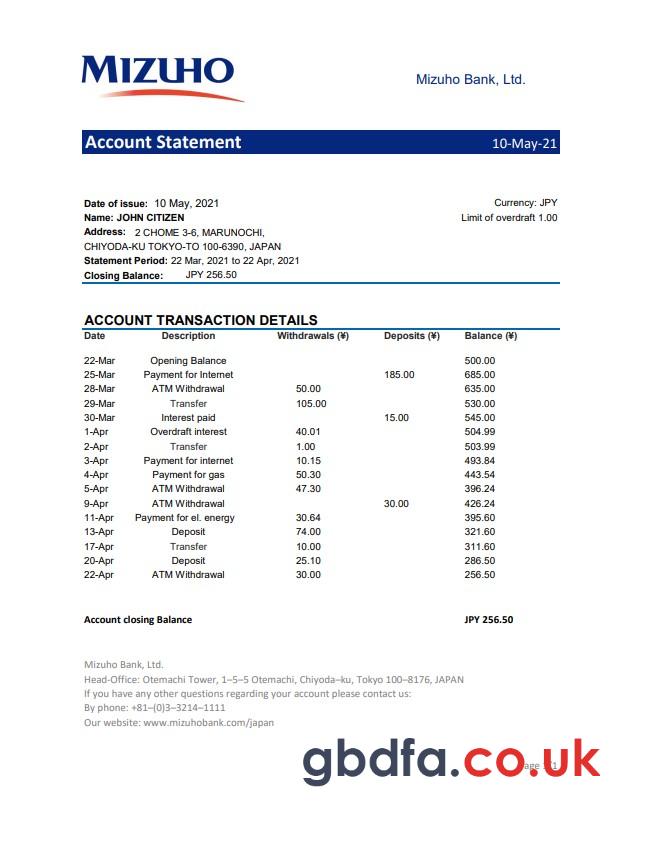 MIZUHO
Mizuho Bank, Ltd.
Account Statement 10-May-21
Date of issue: 10 May, 2021 Currency: JPY
Name: JOHN CITIZEN Limit of overdraft 1.00
Address: 2 CHOME 3-6, MARUNOCHI,
CHIYODA-KU TOKYO-TO 100-6390, JAPAN
Statement Period: 22 Mar, 2021 to 22 Apr, 2021
Closing Balance: JPY 256.50
ACCOUNT TRANSACTION DETAILS
Date Description Withdrawals (¥) Deposits (¥) Balance (¥)
22-Mar Opening Balance 500.00
25-Mar Payment for Internet 185.00 685.00
28-Mar ATM Withdrawal 50.00 635.00
29-Mar Transfer 105.00 530.00
30-Mar Interest paid 15.00 545.00
1-Apr Overdraft interest 40.01 504.99
2-Apr Transfer 1.00 503.99
3-Apr Payment for internet 10.15 493.84
4-Apr Payment for gas 50.30 443.54
5-Apr ATM Withdrawal 47.30 396.24
9-Apr ATM Withdrawal 30.00 426.24
11-Apr Payment for el. energy 30.64 395.60
13-Apr Deposit 74.00 321.60
17-Apr Transfer 10.00 311.60
20-Apr Deposit 25.10 286.50
22-Apr ATM Withdrawal 30.00 256.50
Account closing Balance JPY 256.50
Mizuho Bank, Ltd.
Head-Office: Otemachi Tower, 1–5–5 Otemachi, Chiyoda–ku, Tokyo 100–8176, JAPAN
If you have any other questions regarding your account please contact us:
By phone: +81–(0)3–3214–1111
Our website: www.mizuhobank.com/japan
gbdfa.co.uk